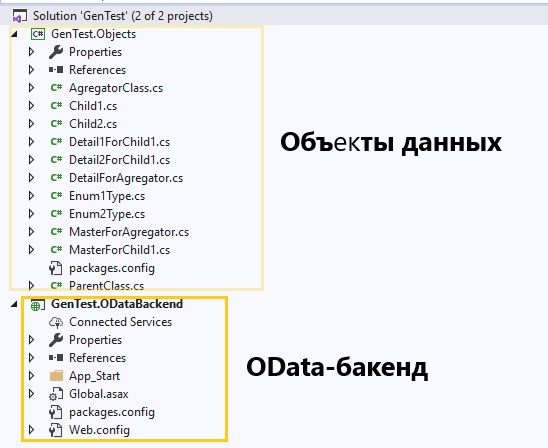 Solution 'GenTest' (2 of 2 projects)
GenTest.Objects
Properties
References
AgregatorClass.cs
Child1.cs
Child2.cs
Detail1ForChild1.cs
Detail2ForChild1.cs
DetailForAgregator.cs
Enum1Type.cs
Enum2Type.cs
MasterForAgregator.cs
MasterForChild1.cs
packages.config
ParentClass.cs
Объекты данных
GenTest.ODataBackend
Connected Services
Properties
References
App_Start
Global.asax
packages.config
Web.config
OData-бакенд